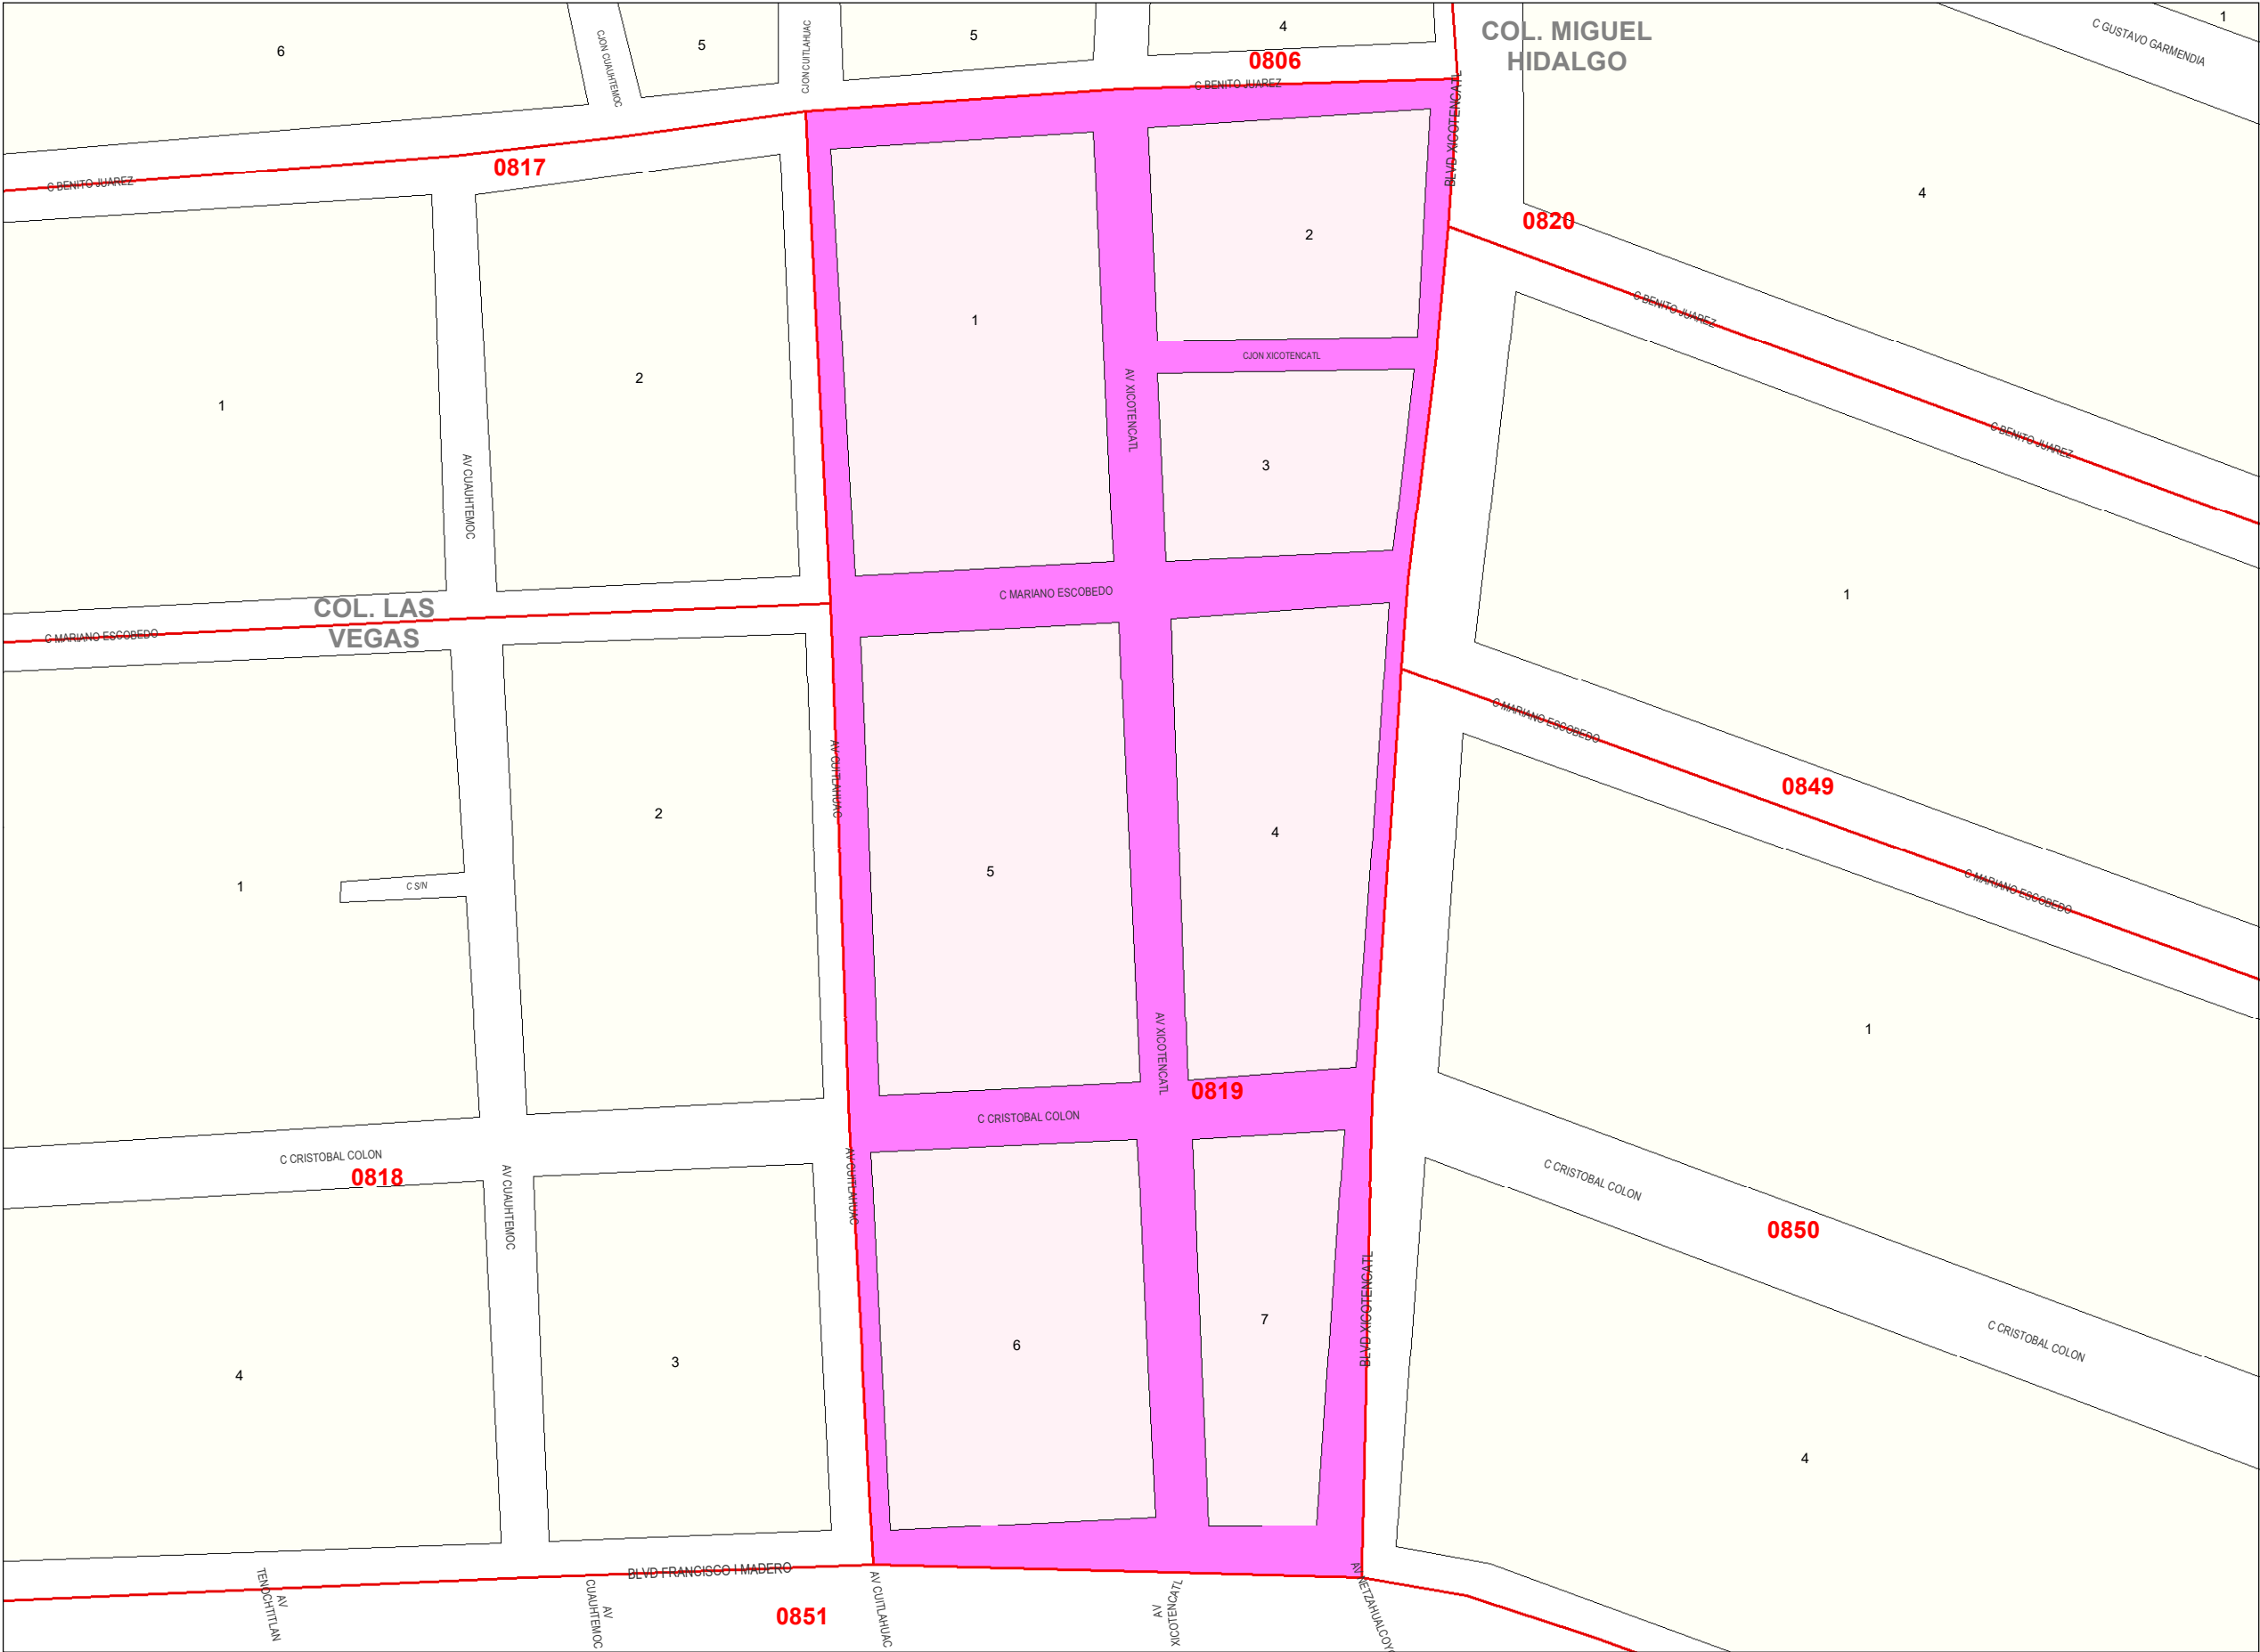 6
CJON CUAUHTEMOC
5
CJON CUITLAHUAC
5
4
COL. MIGUEL
HIDALGO
1
C GUSTAVO GARMENDIA
0806
C BENITO JUAREZ
BLVD XICOTENCATL
0817
C BENITO JUAREZ
4
0820
2
C BENITO JUAREZ
1
CJON XICOTENCATL
2
AV XICOTENCATL
1
C BENITO JUAREZ
3
AV CUAUHTEMOC
C MARIANO ESCOBEDO
1
COL. LAS
VEGAS
C MARIANO ESCOBEDO
C MARIANO ESCOBEDO
AV CUITLAHUAC
0849
2
4
5
1
C S/N
C MARIANO ESCOBEDO
1
AV XICOTENCATL
0819
C CRISTOBAL COLON
C CRISTOBAL COLON
0818
AV CUAUHTEMOC
AV CUITLAHUAC
C CRISTOBAL COLON
0850
BLVD XICOTENCATL
7
6
C CRISTOBAL COLON
3
4
4
BLVD FRANCISCO I MADERO
AV
TENOCHTITLAN
AV
CUAUHTEMOC
0851
AV CUITLAHUAC
AV
XICOTENCATL
AV NETZAHUALCOYO